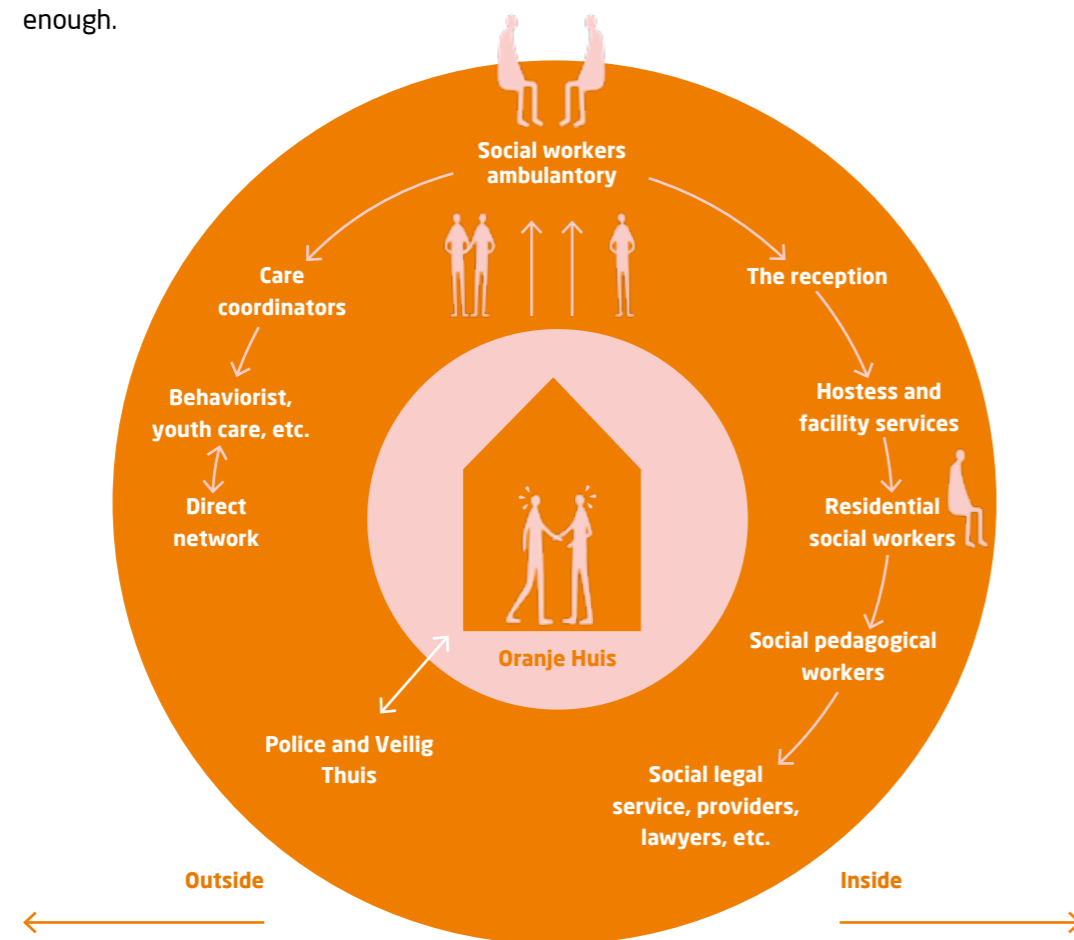 enough.
Social workers
ambulantory
Care
coordinators
The reception
Behaviorist,
youth care, etc.
Hostess and
facility services
Direct
network
Residential
social workers
Oranje Huis
Social pedagogical
workers
Police and Veilig
Thuis
Social legal
service, providers,
lawyers, etc.
Outside
Inside